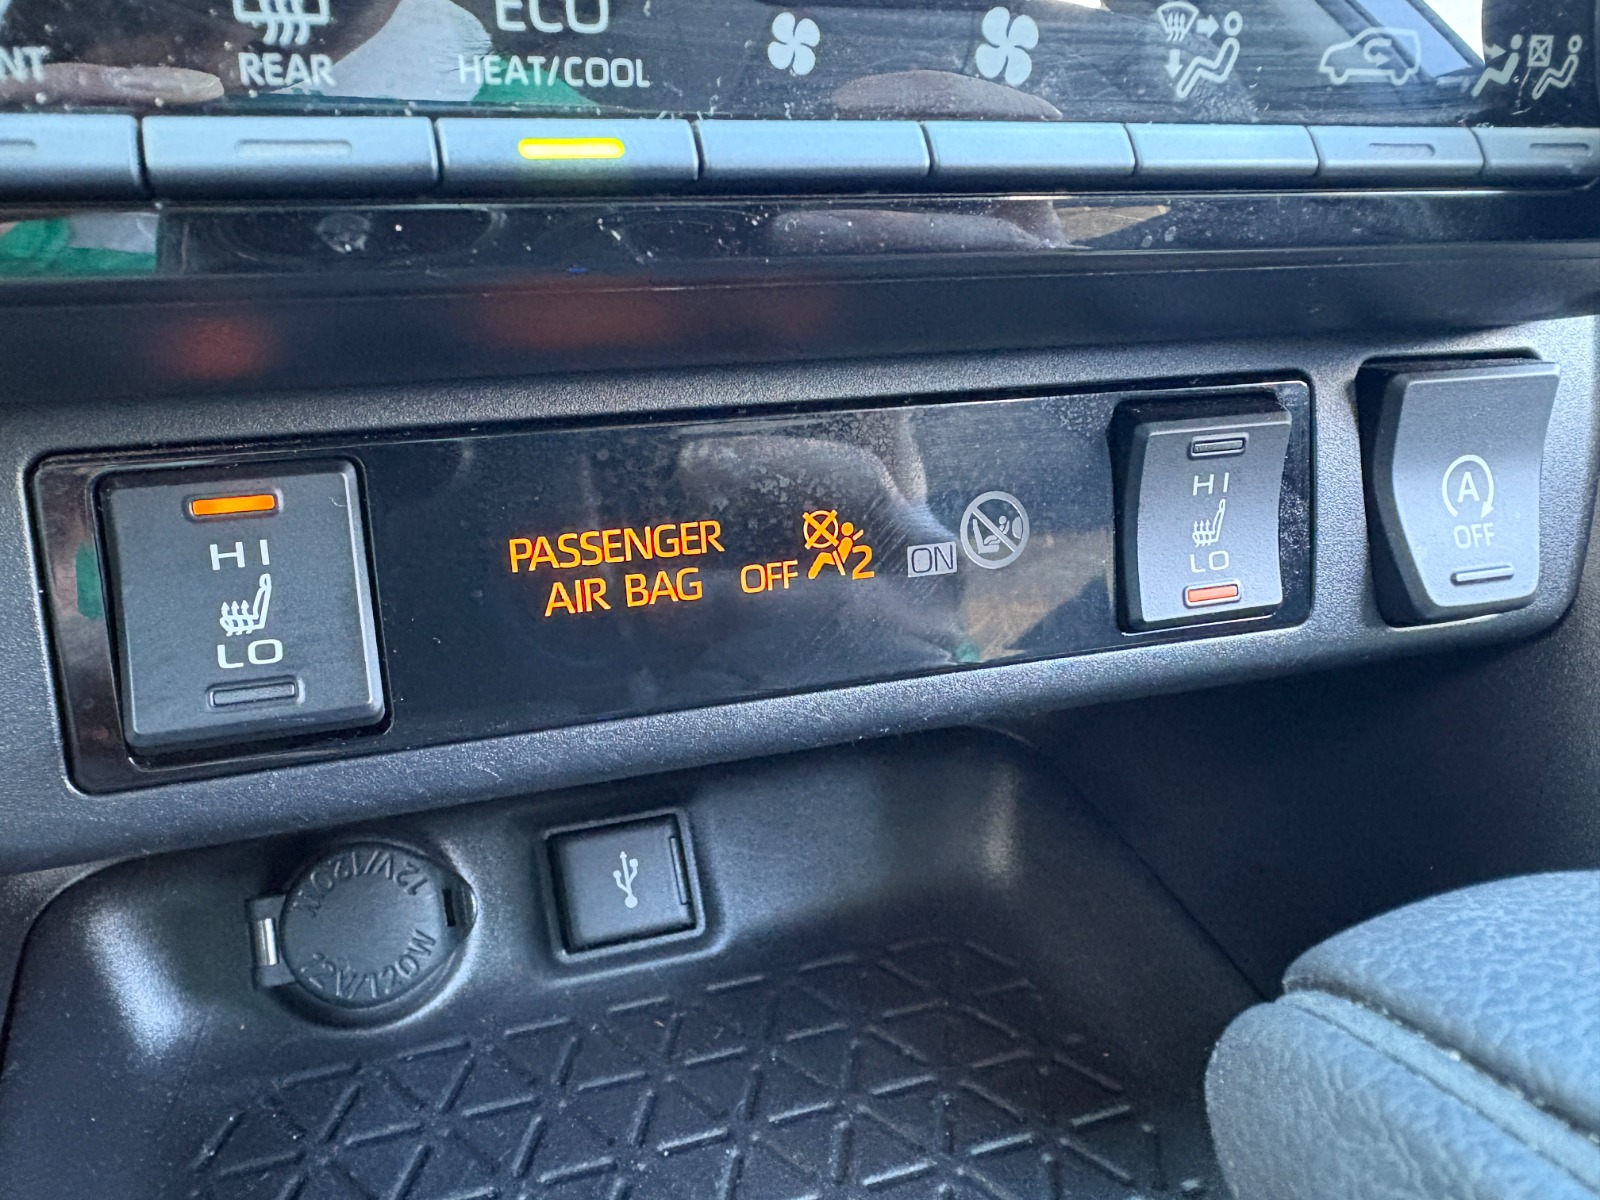 NT
REAR
ECO
HEAT/COOL
HI
LO
PASSENGER
AIR BAG
OFF
2
ON
HI
LO
A
OFF
12V/120W
12V/120W